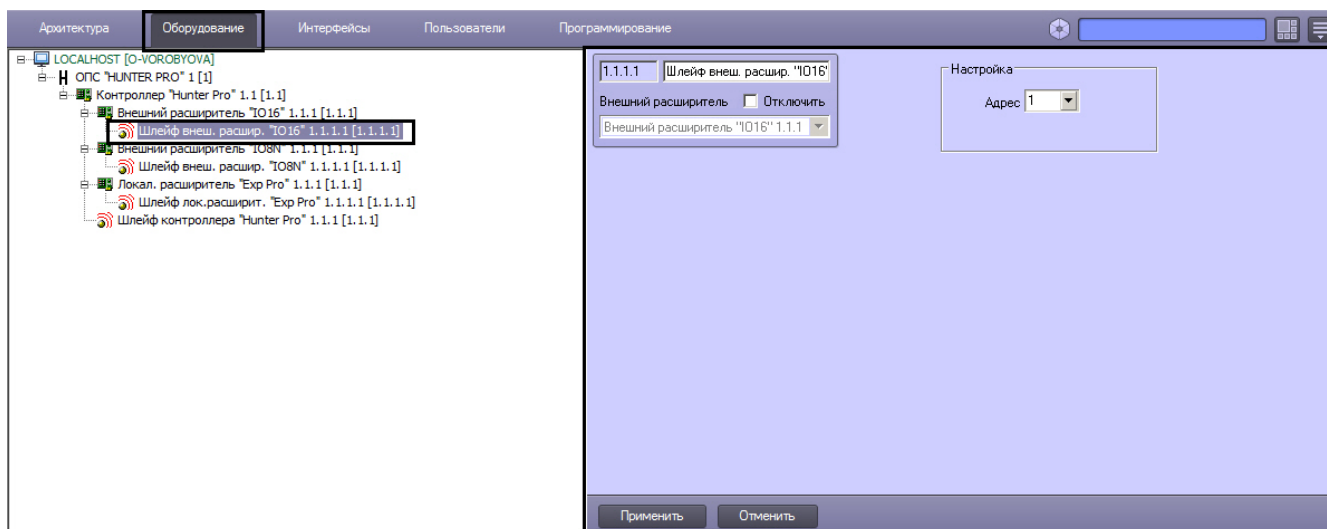 Архитектура Оборудование Интерфейсы Пользователи Программирование
LOCALHOST [O-VOROBYOVA]
ОПС "HUNTER PRO" 1 [1]
Контроллер "Hunter Pro" 1.1 [1.1]
Внешний расширитель "IO16" 1.1.1 [1.1.1]
Шлейф внеш. расшир. "IO16" 1.1.1.1 [1.1.1.1]
Внешний расширитель "IO8N" 1.1.1 [1.1.1]
Шлейф внеш. расшир. "IO8N" 1.1.1.1 [1.1.1.1]
Локал. расширитель "Exp Pro" 1.1.1 [1.1.1]
Шлейф лок.расширит. "Exp Pro" 1.1.1.1 [1.1.1.1]
Шлейф контроллера "Hunter Pro" 1.1.1 [1.1.1]
1.1.1.1 Шлейф внеш. расшир. "IO16"
Внешний расширитель Отключить
Внешний расширитель "IO16" 1.1.1
Настройка
Адрес 1
Применить Отменить